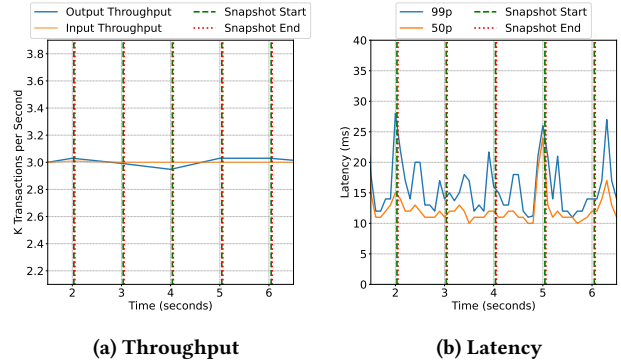 Output Throughput
Input Throughput
Snapshot Start
Snapshot End
K Transactions per Second
3.8
3.6
3.4
3.2
3.0
2.8
2.6
2.4
2.2
2 3 4 5 6
Time (seconds)
(a) Throughput
99p
50p
Snapshot Start
Snapshot End
Latency (ms)
40
35
30
25
20
15
10
5
0
2 3 4 5 6
Time (seconds)
(b) Latency